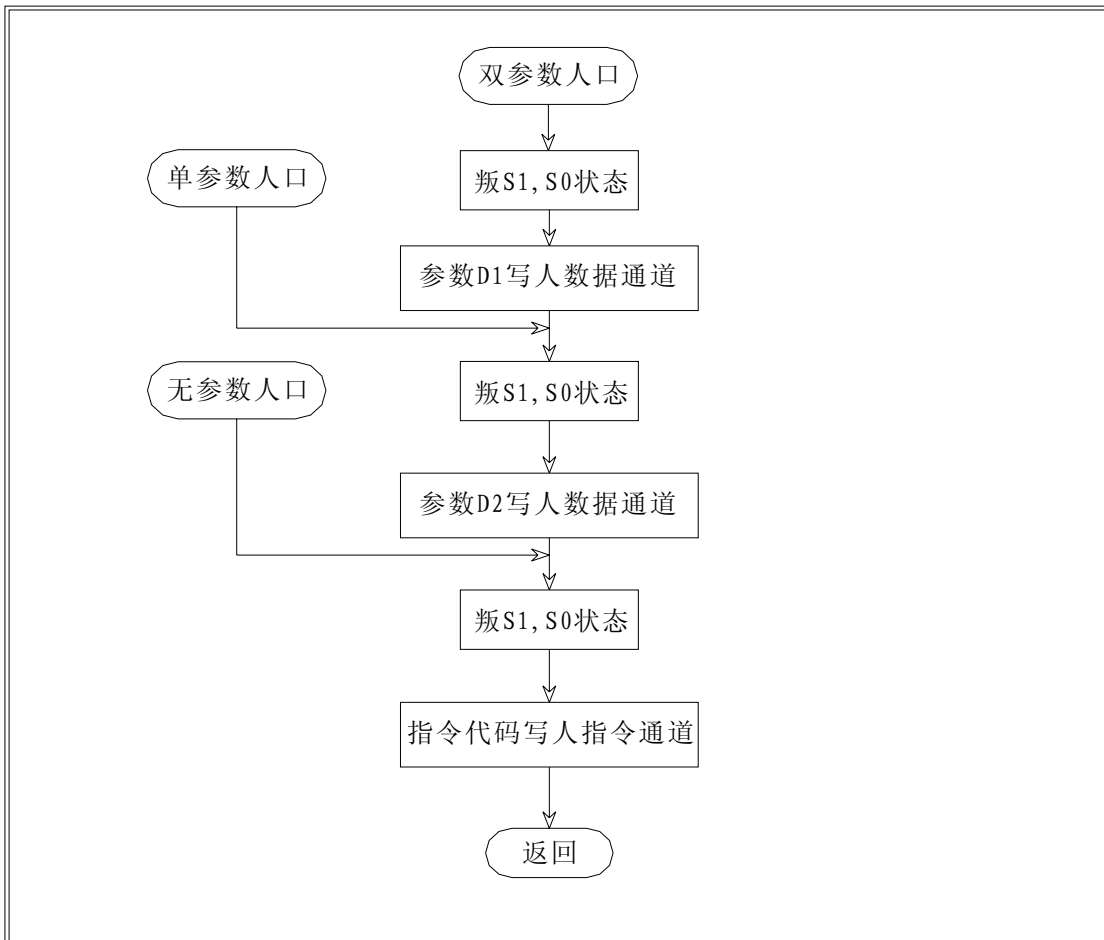 双参数人口
叛S1,S0状态
单参数人口
参数D1写人数据通道
叛S1,S0状态
无参数人口
参数D2写人数据通道
叛S1,S0状态
指令代码写人指令通道
返回